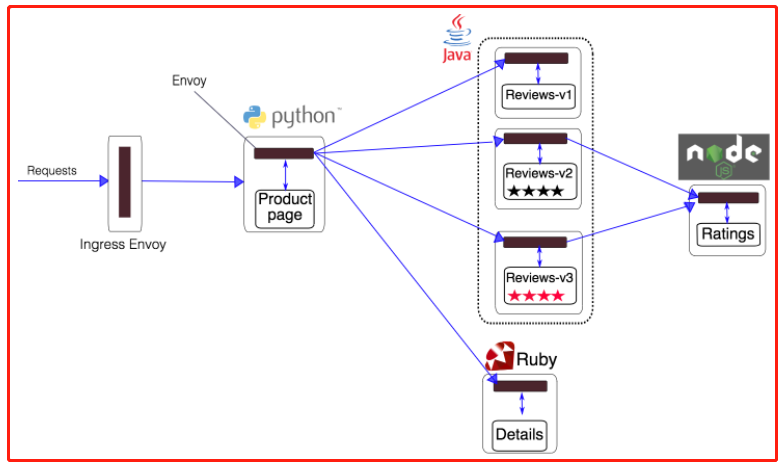 Java
Envoy
python™
Reviews-v1
Requests
Product
page
Reviews-v2
node
JS
Ingress Envoy
Ratings
Reviews-v3
Ruby
Details